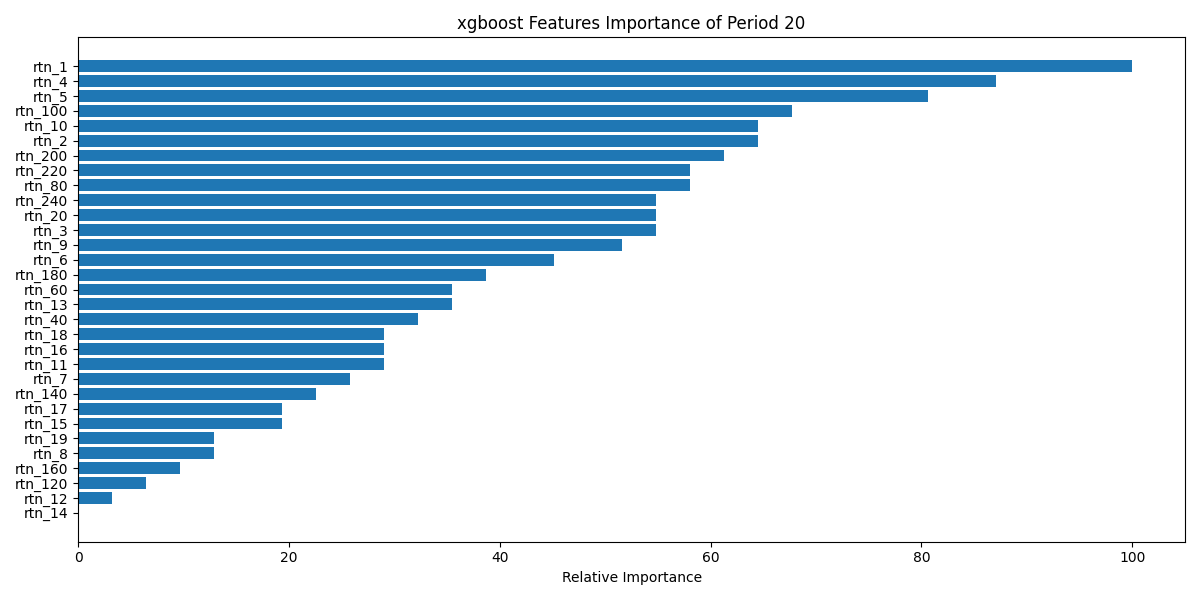 xgboost Features Importance of Period 20
rtn_1
rtn_4
rtn_5
rtn_100
rtn_10
rtn_2
rtn_200
rtn_220
rtn_80
rtn_240
rtn_20
rtn_3
rtn_9
rtn_6
rtn_180
rtn_60
rtn_13
rtn_40
rtn_18
rtn_16
rtn_11
rtn_7
rtn_140
rtn_17
rtn_15
rtn_19
rtn_8
rtn_160
rtn_120
rtn_12
rtn_14
0 20 40 60 80 100
Relative Importance